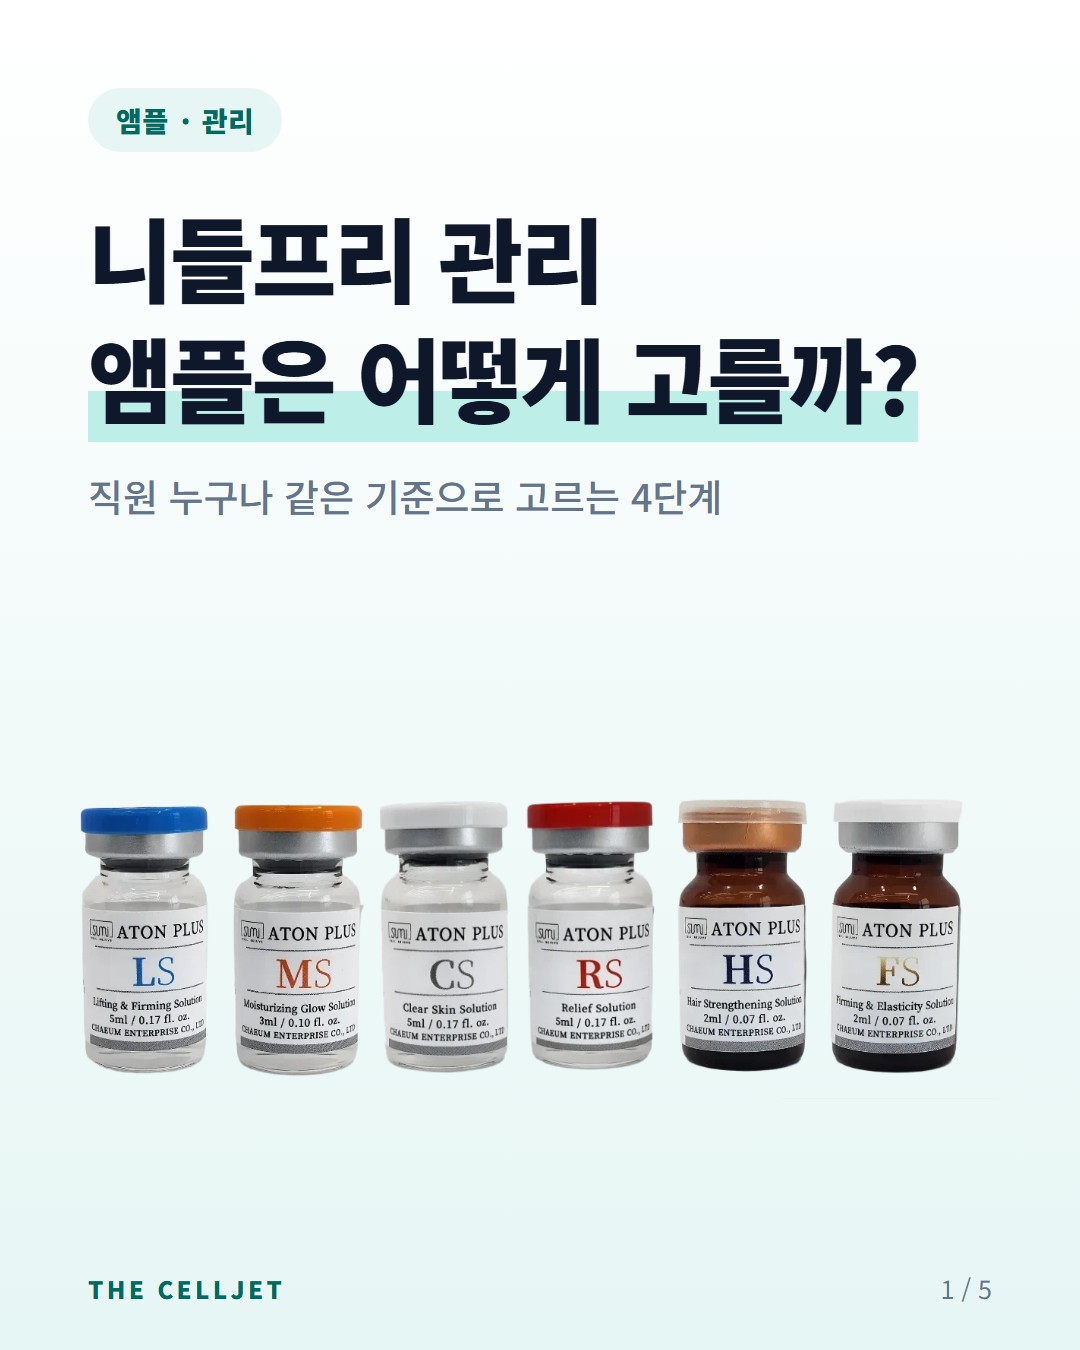 앰플 · 관리
니들프리 관리
앰플은 어떻게 고를까?
직원 누구나 같은 기준으로 고르는 4단계
sumi ATON PLUS
LS
Lifting & Firming Solution
5ml / 0.17 fl. oz.
CHAEUM ENTERPRISE CO., LTD
sumi ATON PLUS
MS
Moisturizing Glow Solution
3ml / 0.10 fl. oz.
CHAEUM ENTERPRISE CO., LTD
sumi ATON PLUS
CS
Clear Skin Solution
5ml / 0.17 fl. oz.
CHAEUM ENTERPRISE CO., LTD
sumi ATON PLUS
RS
Relief Solution
5ml / 0.17 fl. oz.
CHAEUM ENTERPRISE CO., LTD
sumi ATON PLUS
HS
Hair Strengthening Solution
2ml / 0.07 fl. oz.
CHAEUM ENTERPRISE CO., LTD
sumi ATON PLUS
FS
Firming & Elasticity Solution
2ml / 0.07 fl. oz.
CHAEUM ENTERPRISE CO., LTD
THE CELLJET
1 / 5